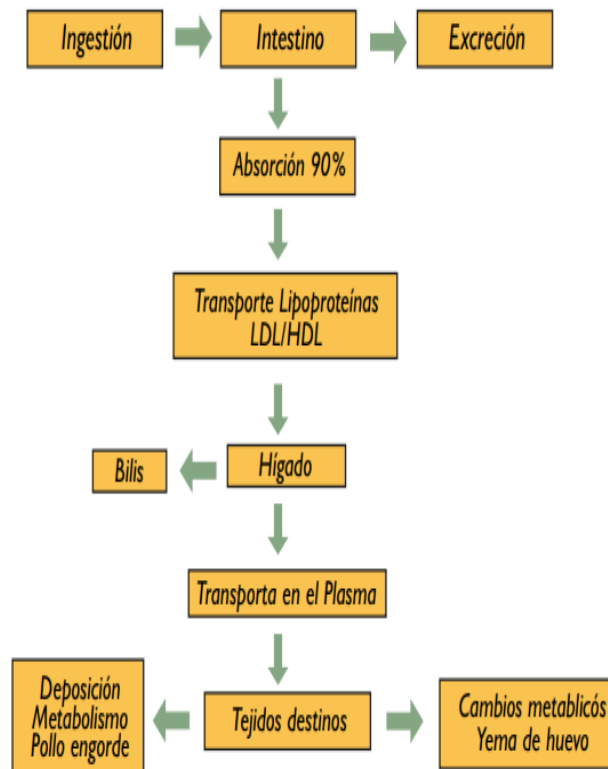 Ingestión
Intestino
Excreción
Absorción 90%
Transporte Lipoproteínas
LDL/HDL
Bilis
Hígado
Transporta en el Plasma
Deposición
Metabolismo
Pollo engorde
Tejidos destinos
Cambios metablicós
Yema de huevo